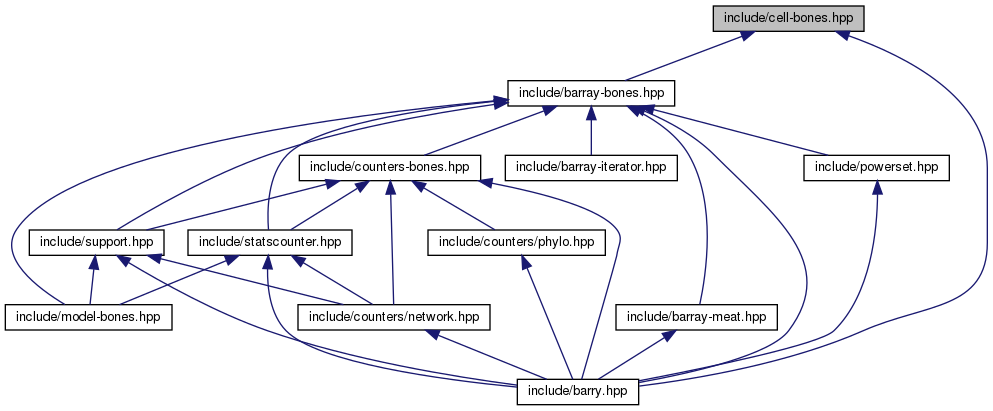 include/cell-bones.hpp
include/barray-bones.hpp
include/counters-bones.hpp
include/barray-iterator.hpp
include/powerset.hpp
include/support.hpp
include/statscounter.hpp
include/counters/phylo.hpp
include/model-bones.hpp
include/counters/network.hpp
include/barray-meat.hpp
include/barry.hpp